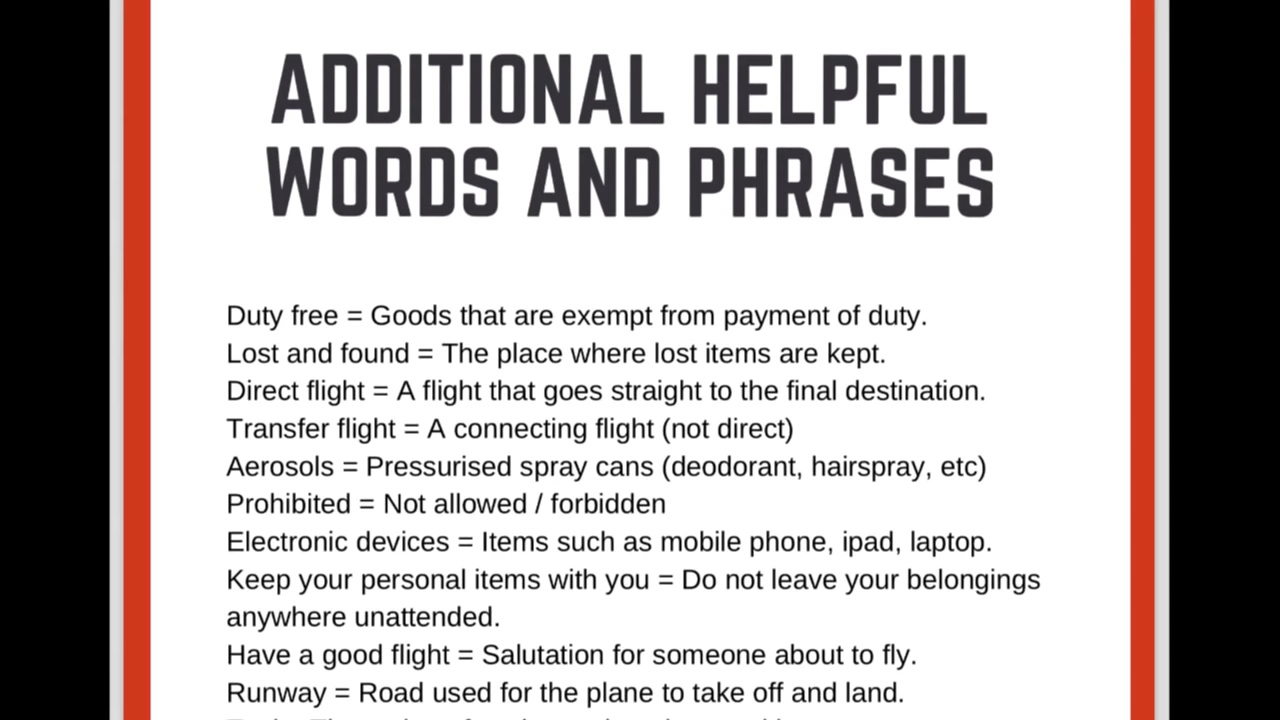 ADDITIONAL HELPFUL
WORDS AND PHRASES
Duty free = Goods that are exempt from payment of duty.
Lost and found = The place where lost items are kept.
Direct flight = A flight that goes straight to the final destination.
Transfer flight = A connecting flight (not direct)
Aerosols = Pressurised spray cans (deodorant, hairspray, etc)
Prohibited = Not allowed / forbidden
Electronic devices = Items such as mobile phone, ipad, laptop.
Keep your personal items with you = Do not leave your belongings
anywhere unattended.
Have a good flight = Salutation for someone about to fly.
Runway = Road used for the plane to take off and land.